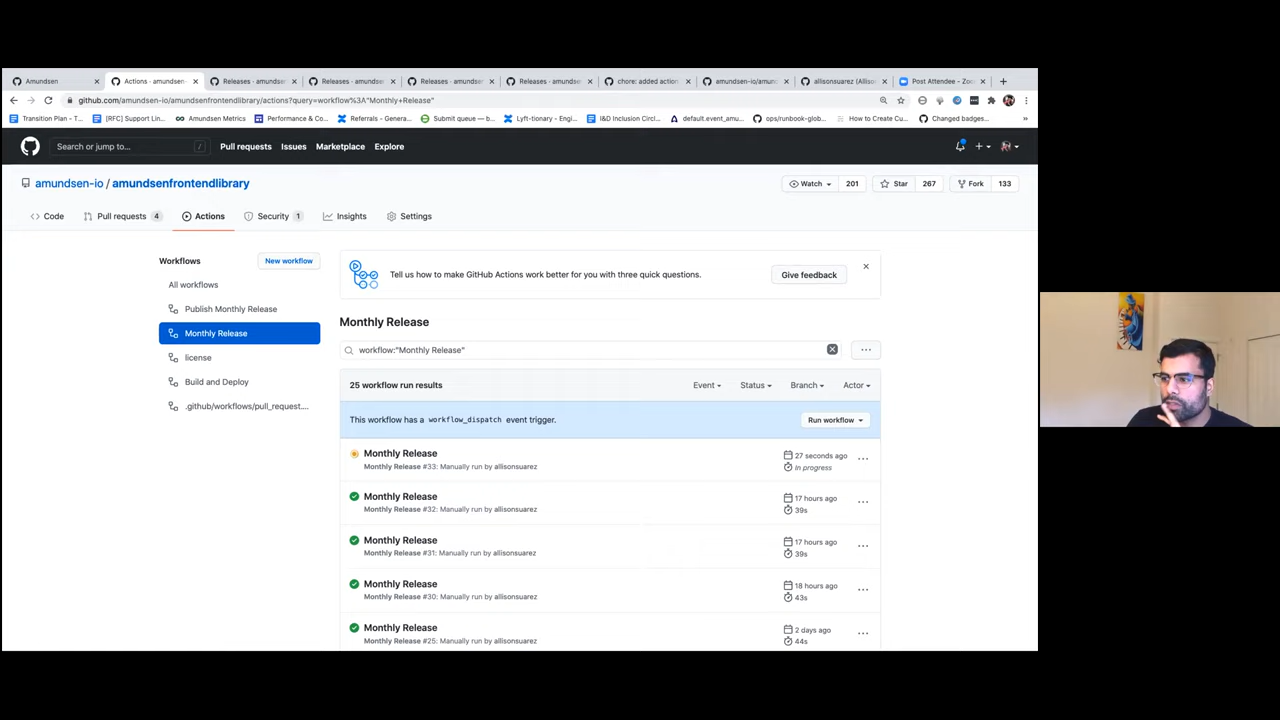 Amundsen
Actions · amundsen-
Releases · amundsenf
Releases · amundsenf
Releases · amundsenf
Releases · amundsenf
chore: added action
amundsen-io/amun
allisonsuarez (Alliso
Post Attendee - Zoo
github.com/amundsen-io/amundsenfrontendlibrary/actions?query=workflow%3A"Monthly+Release"
Transition Plan - T...
[RFC] Support Lin...
Amundsen Metrics
Performance & Co...
Referrals – Genera...
Submit queue — b...
Lyft-tionary - Engi...
I&D Inclusion Circl...
default.event_amu...
ops/runbook-glob...
How to Create Cu...
Changed badges...
Search or jump to...
/
Pull requests
Issues
Marketplace
Explore
amundsen-io / amundsenfrontendlibrary
Watch
201
Star
267
Fork
133
Code
Pull requests 4
Actions
Security 1
Insights
Settings
Workflows
New workflow
All workflows
Publish Monthly Release
Monthly Release
license
Build and Deploy
.github/workflows/pull_request....
Tell us how to make GitHub Actions work better for you with three quick questions.
Give feedback
Monthly Release
workflow:"Monthly Release"
25 workflow run results
Event
Status
Branch
Actor
This workflow has a workflow_dispatch event trigger.
Run workflow
Monthly Release
Monthly Release #33: Manually run by allisonsuarez
27 seconds ago
In progress
Monthly Release
Monthly Release #32: Manually run by allisonsuarez
17 hours ago
39s
Monthly Release
Monthly Release #31: Manually run by allisonsuarez
17 hours ago
39s
Monthly Release
Monthly Release #30: Manually run by allisonsuarez
18 hours ago
43s
Monthly Release
Monthly Release #25: Manually run by allisonsuarez
2 days ago
44s